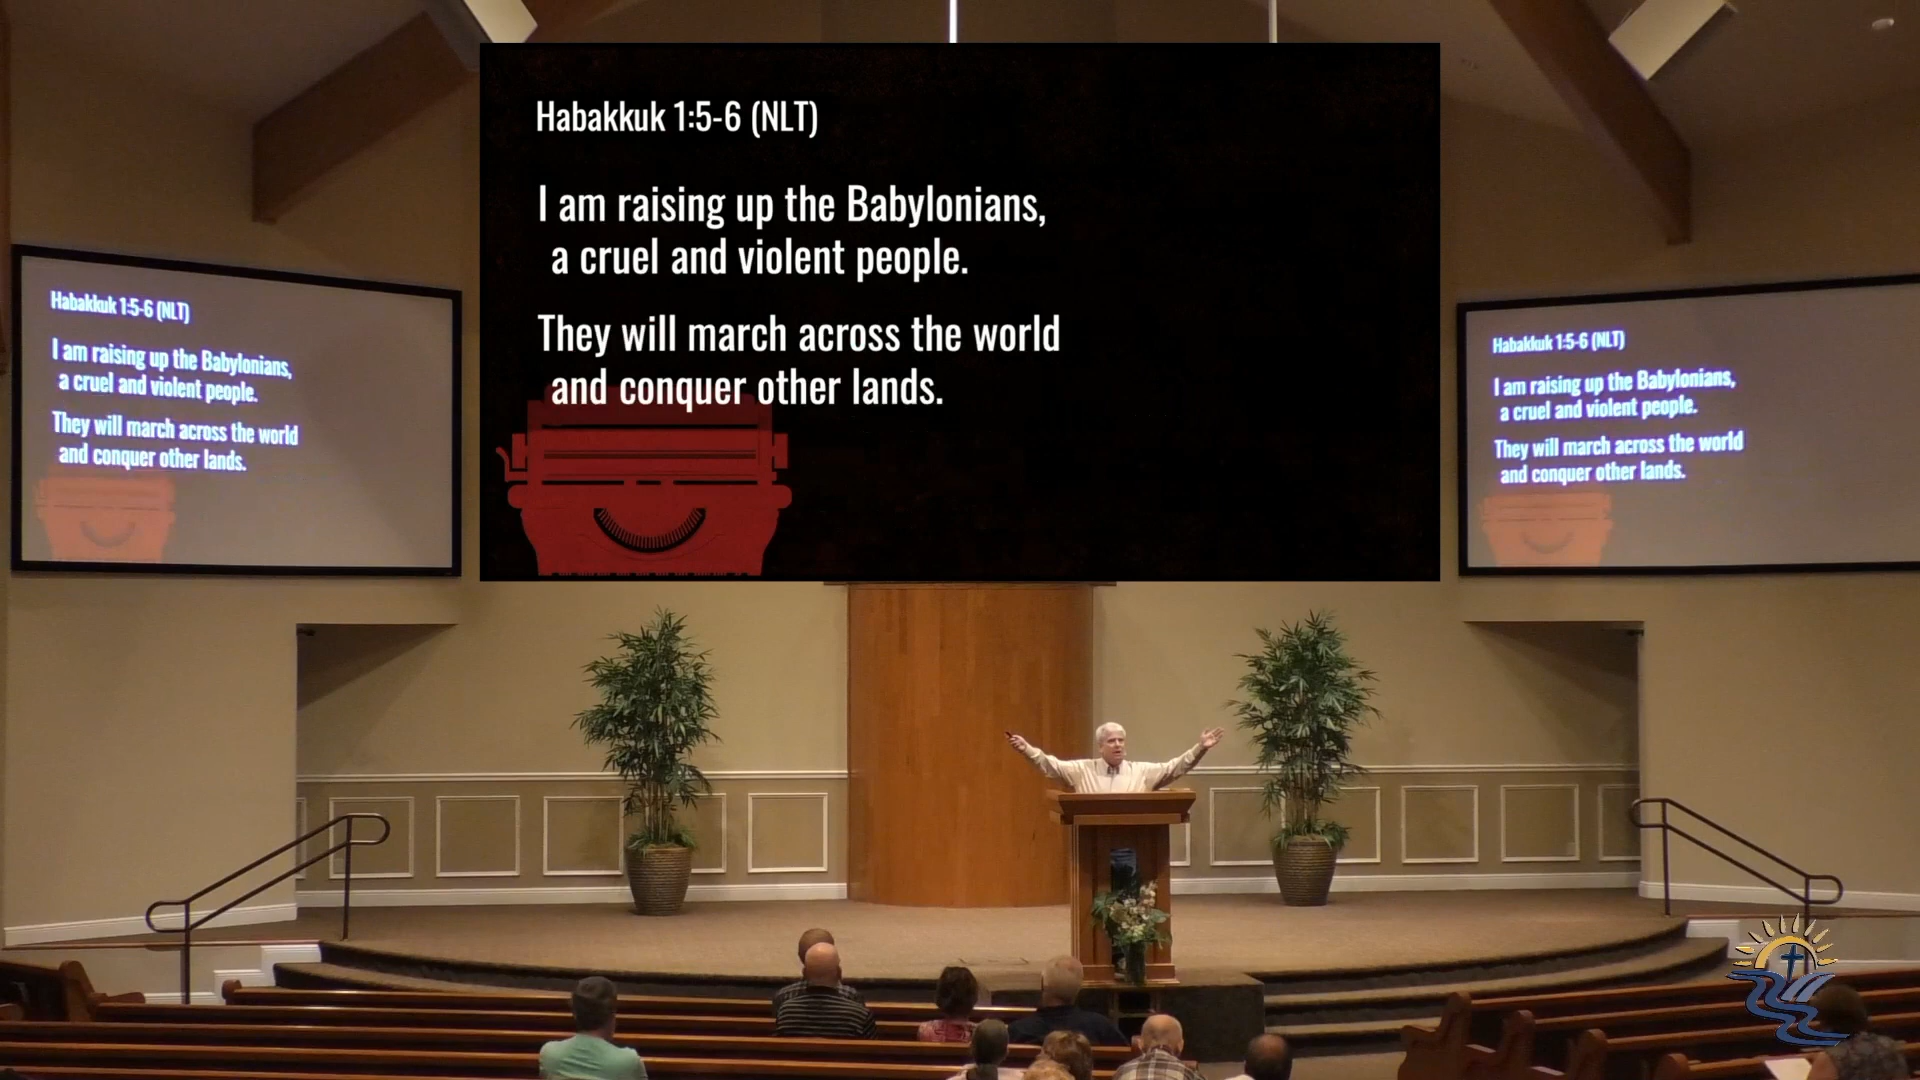 Habakkuk 1:5-6 (NLT)
I am raising up the Babylonians,
a cruel and violent people.
They will march across the world
and conquer other lands.
Habakkuk 1:5-6 (NLT)
I am raising up the Babylonians,
a cruel and violent people.
They will march across the world
and conquer other lands.
Habakkuk 1:5-6 (NLT)
I am raising up the Babylonians,
a cruel and violent people.
They will march across the world
and conquer other lands.